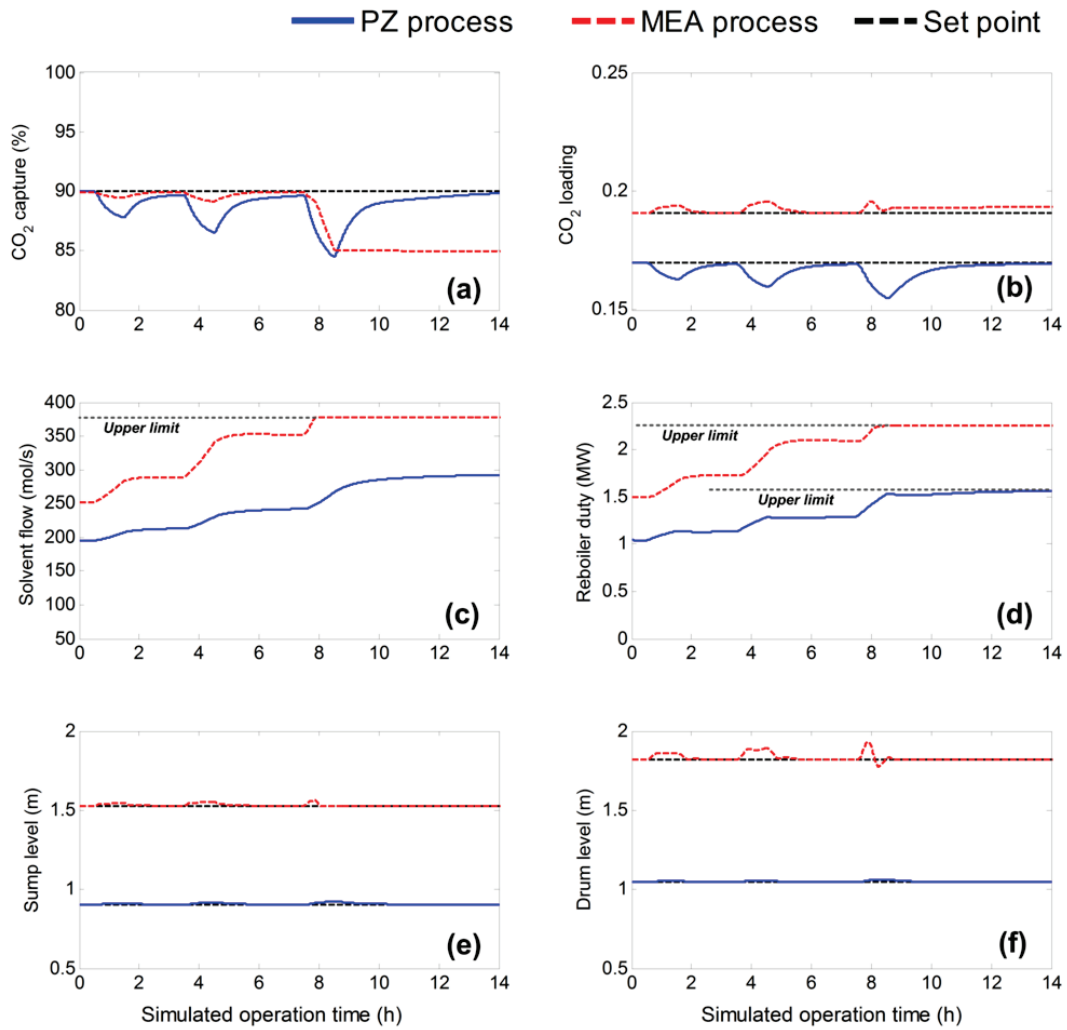 PZ process MEA process Set point
CO2 capture (%)
100
95
90
85
80
0 2 4 6 8 10 12 14
(a)
CO2 loading
0.25
0.2
0.15
0 2 4 6 8 10 12 14
(b)
Solvent flow (mol/s)
400
350
300
250
200
150
100
50
0 2 4 6 8 10 12 14
Upper limit
(c)
Reboiler duty (MW)
2.5
2
1.5
1
0.5
0
0 2 4 6 8 10 12 14
Upper limit
Upper limit
(d)
Sump level (m)
2
1.5
1
0.5
0 2 4 6 8 10 12 14
(e)
Simulated operation time (h)
Drum level (m)
2
1.5
1
0.5
0 2 4 6 8 10 12 14
(f)
Simulated operation time (h)